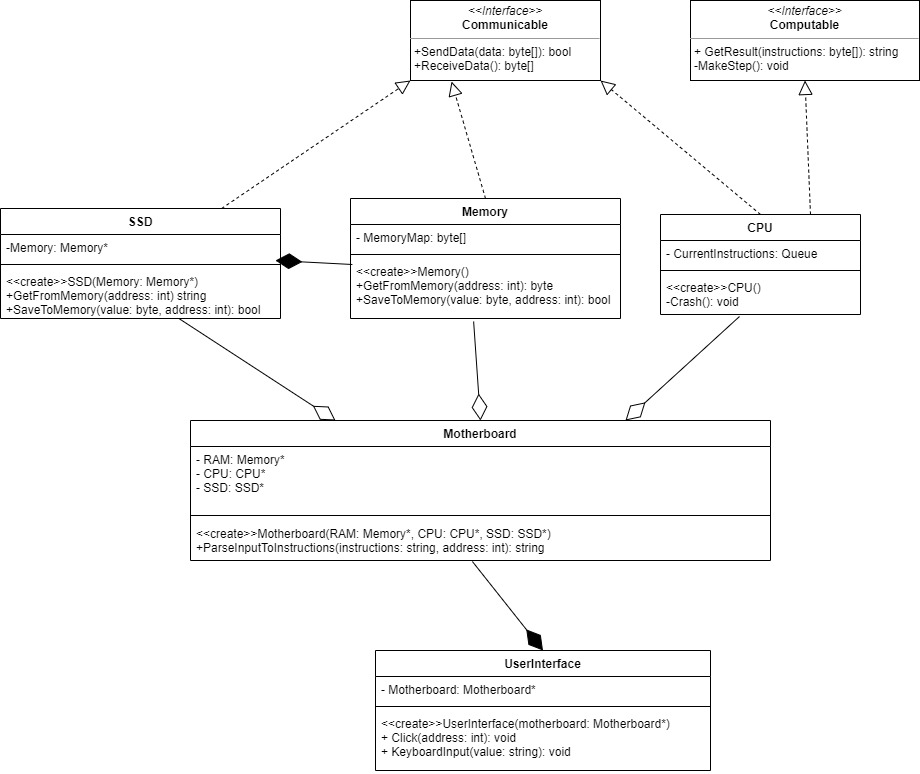 <<Interface>>
Communicable
+SendData(data: byte[]): bool
+ReceiveData(): byte[]
<<Interface>>
Computable
+ GetResult(instructions: byte[]): string
-MakeStep(): void
SSD
-Memory: Memory*
<<create>>SSD(Memory: Memory*)
+GetFromMemory(address: int) string
+SaveToMemory(value: byte, address: int): bool
Memory
- MemoryMap: byte[]
<<create>>Memory()
+GetFromMemory(address: int): byte
+SaveToMemory(value: byte, address: int): bool
CPU
- CurrentInstructions: Queue
<<create>>CPU()
-Crash(): void
Motherboard
- RAM: Memory*
- CPU: CPU*
- SSD: SSD*
<<create>>Motherboard(RAM: Memory*, CPU: CPU*, SSD: SSD*)
+ParseInputToInstructions(instructions: string, address: int): string
UserInterface
- Motherboard: Motherboard*
<<create>>UserInterface(motherboard: Motherboard*)
+ Click(address: int): void
+ KeyboardInput(value: string): void